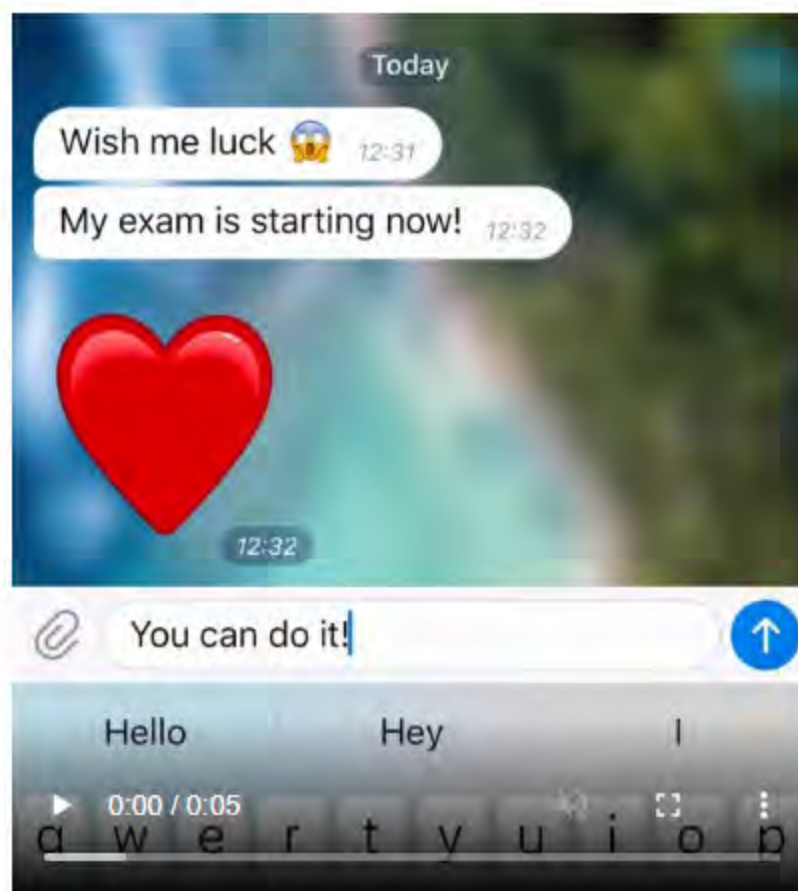 Today
Wish me luck 😱 12:31
My exam is starting now! 12:32
12:32
You can do it!
Hello Hey I
0:00 / 0:05
q w e r t y u i o p